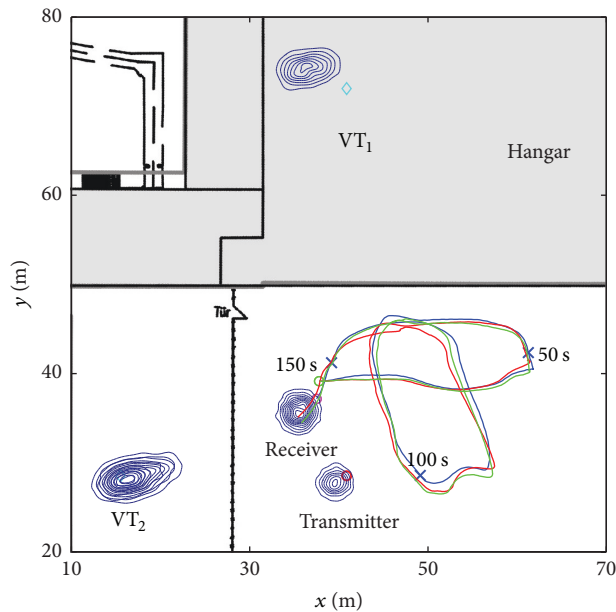 80
VT1
Hangar
60
y (m)
Tür
150 s
50 s
40
Receiver
100 s
VT2
Transmitter
20
10
30
50
70
x (m)